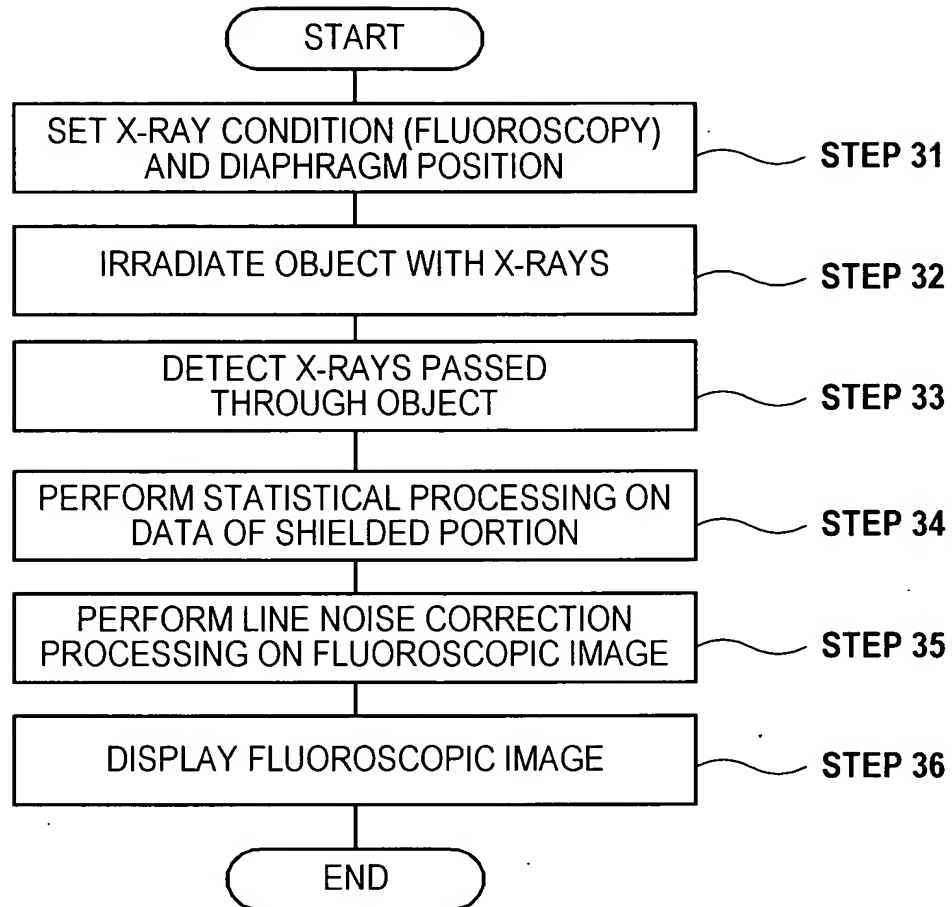 START
SET X-RAY CONDITION (FLUOROSCOPY)
AND DIAPHRAGM POSITION
STEP 31
IRRADIATE OBJECT WITH X-RAYS
STEP 32
DETECT X-RAYS PASSED
THROUGH OBJECT
STEP 33
PERFORM STATISTICAL PROCESSING ON
DATA OF SHIELDED PORTION
STEP 34
PERFORM LINE NOISE CORRECTION
PROCESSING ON FLUOROSCOPIC IMAGE
STEP 35
DISPLAY FLUOROSCOPIC IMAGE
STEP 36
END